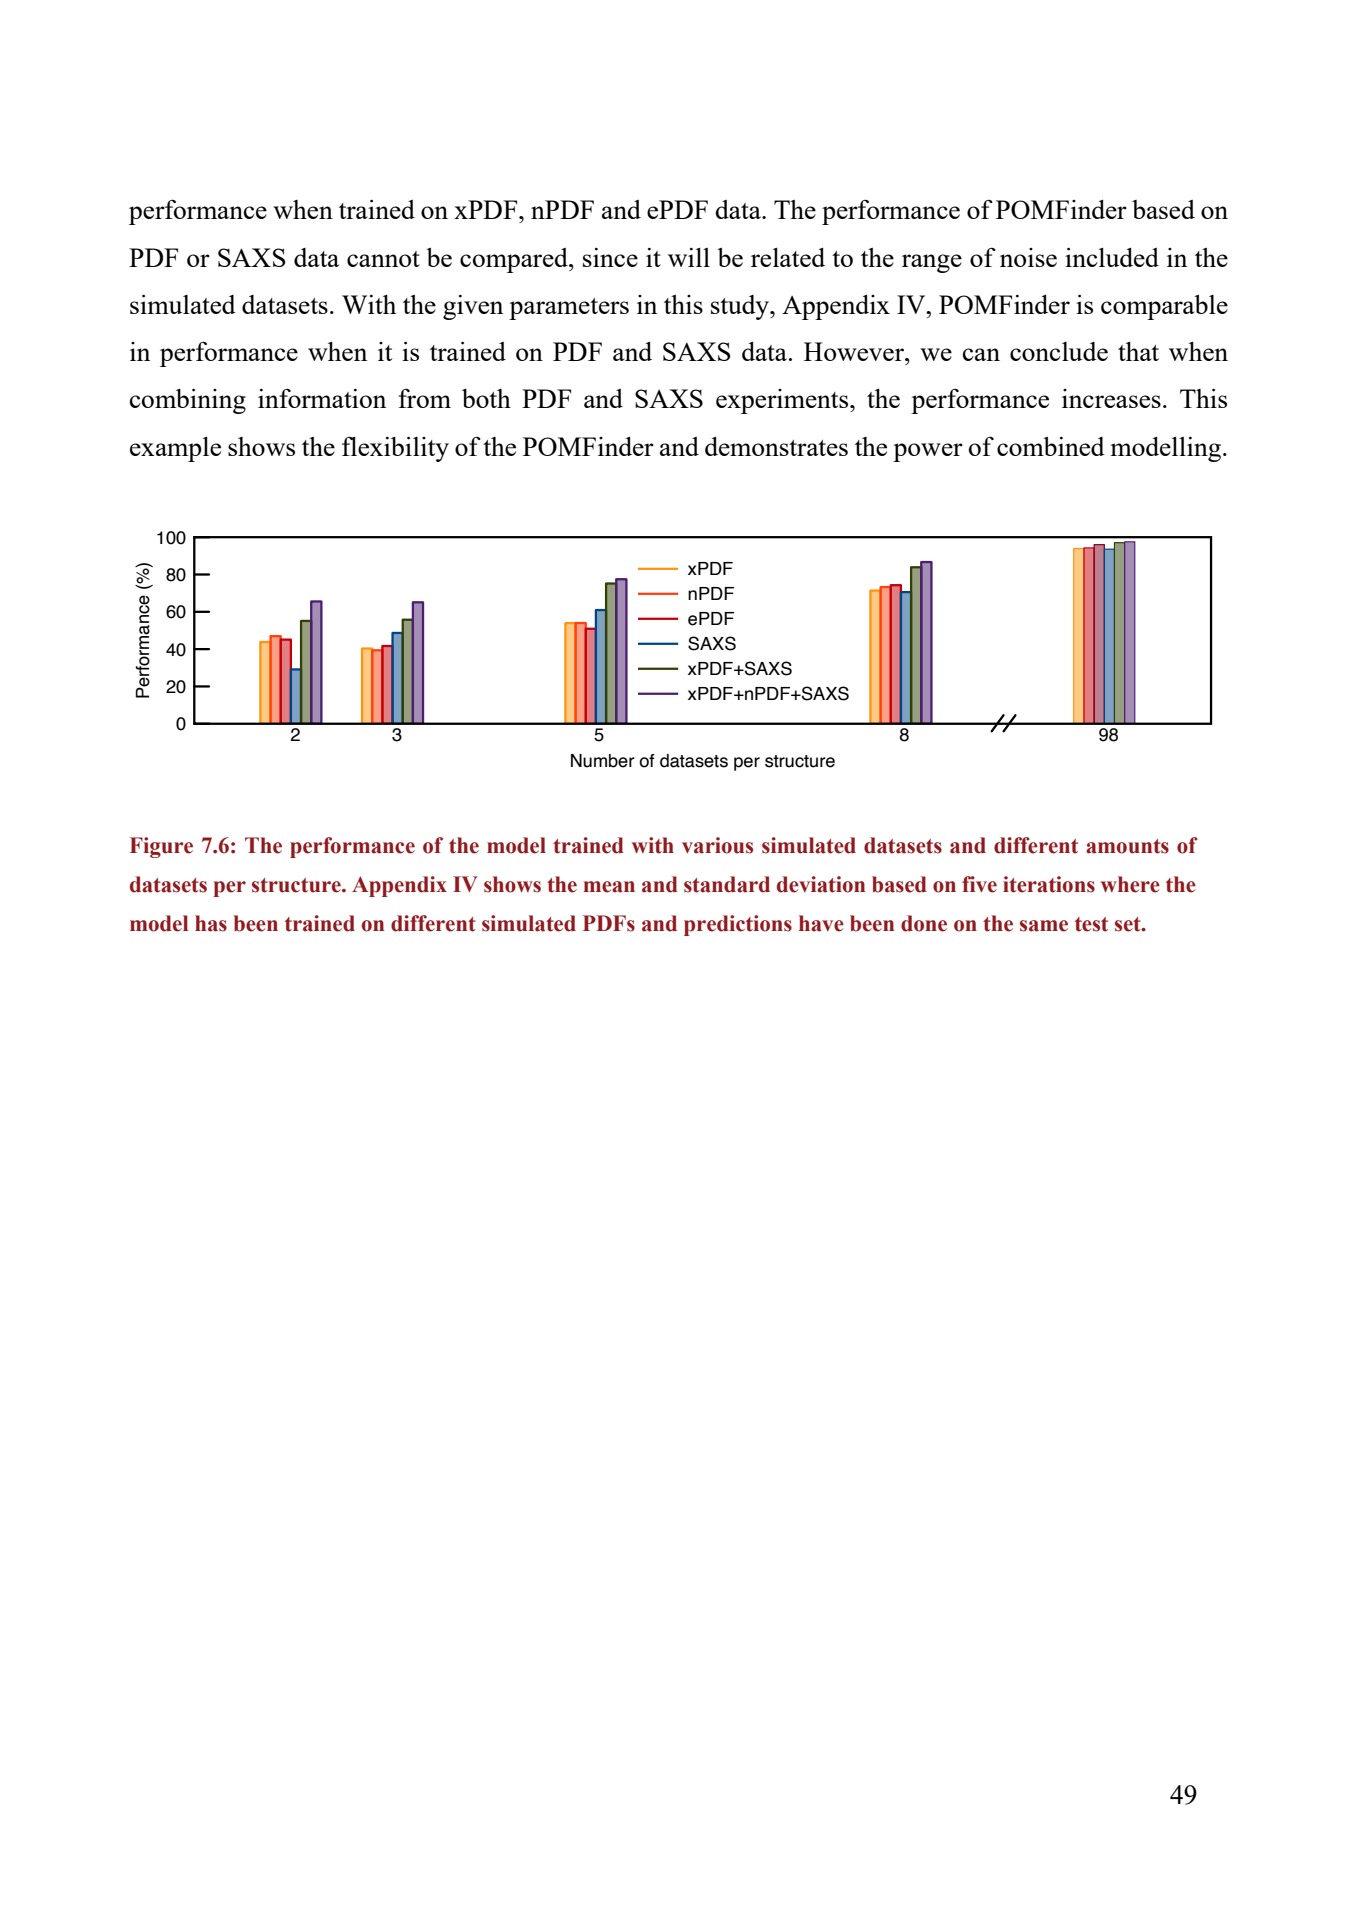 performance when trained on xPDF, nPDF and ePDF data. The performance of POMFinder based on
PDF or SAXS data cannot be compared, since it will be related to the range of noise included in the
simulated datasets. With the given parameters in this study, Appendix IV, POMFinder is comparable
in performance when it is trained on PDF and SAXS data. However, we can conclude that when
combining information from both PDF and SAXS experiments, the performance increases. This
example shows the flexibility of the POMFinder and demonstrates the power of combined modelling.
Performance (%)
100
80
60
40
20
0
xPDF
nPDF
ePDF
SAXS
xPDF+SAXS
xPDF+nPDF+SAXS
2 3 5 8 98
Number of datasets per structure
Figure 7.6: The performance of the model trained with various simulated datasets and different amounts of
datasets per structure. Appendix IV shows the mean and standard deviation based on five iterations where the
model has been trained on different simulated PDFs and predictions have been done on the same test set.
49